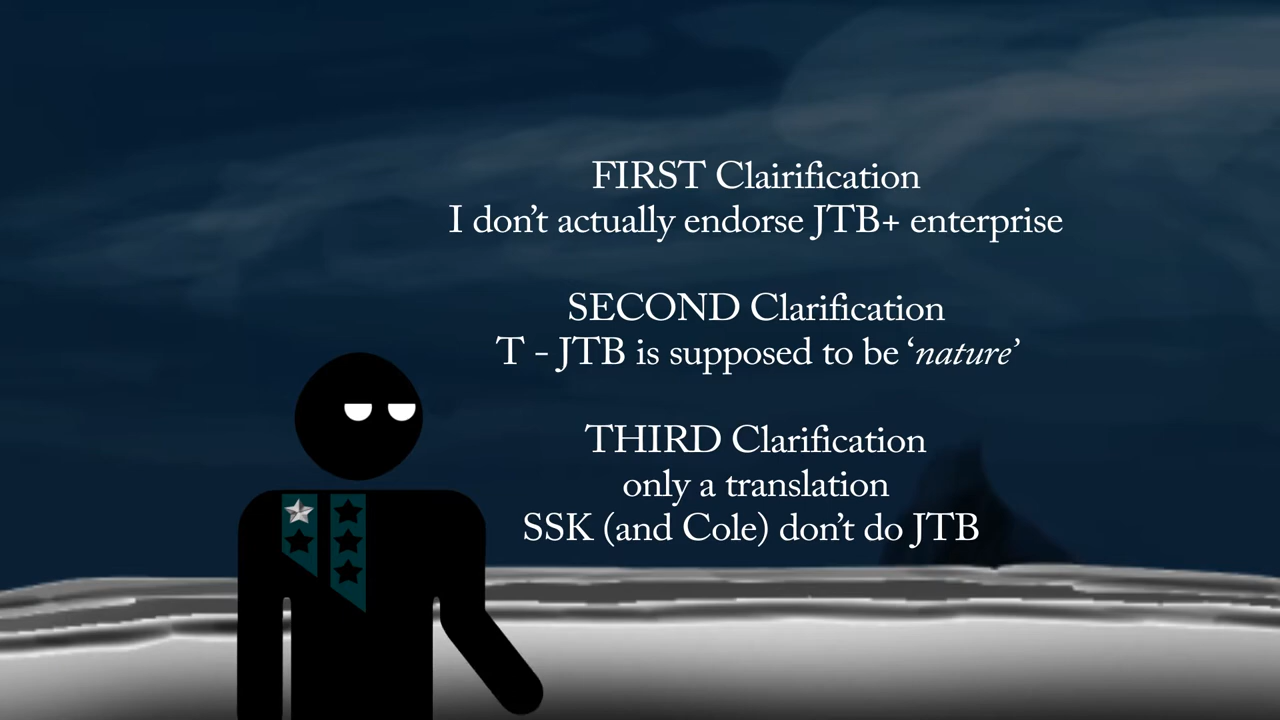 FIRST Clairification
I don’t actually endorse JTB+ enterprise
SECOND Clarification
T - JTB is supposed to be ‘nature’
THIRD Clarification
only a translation
SSK (and Cole) don’t do JTB